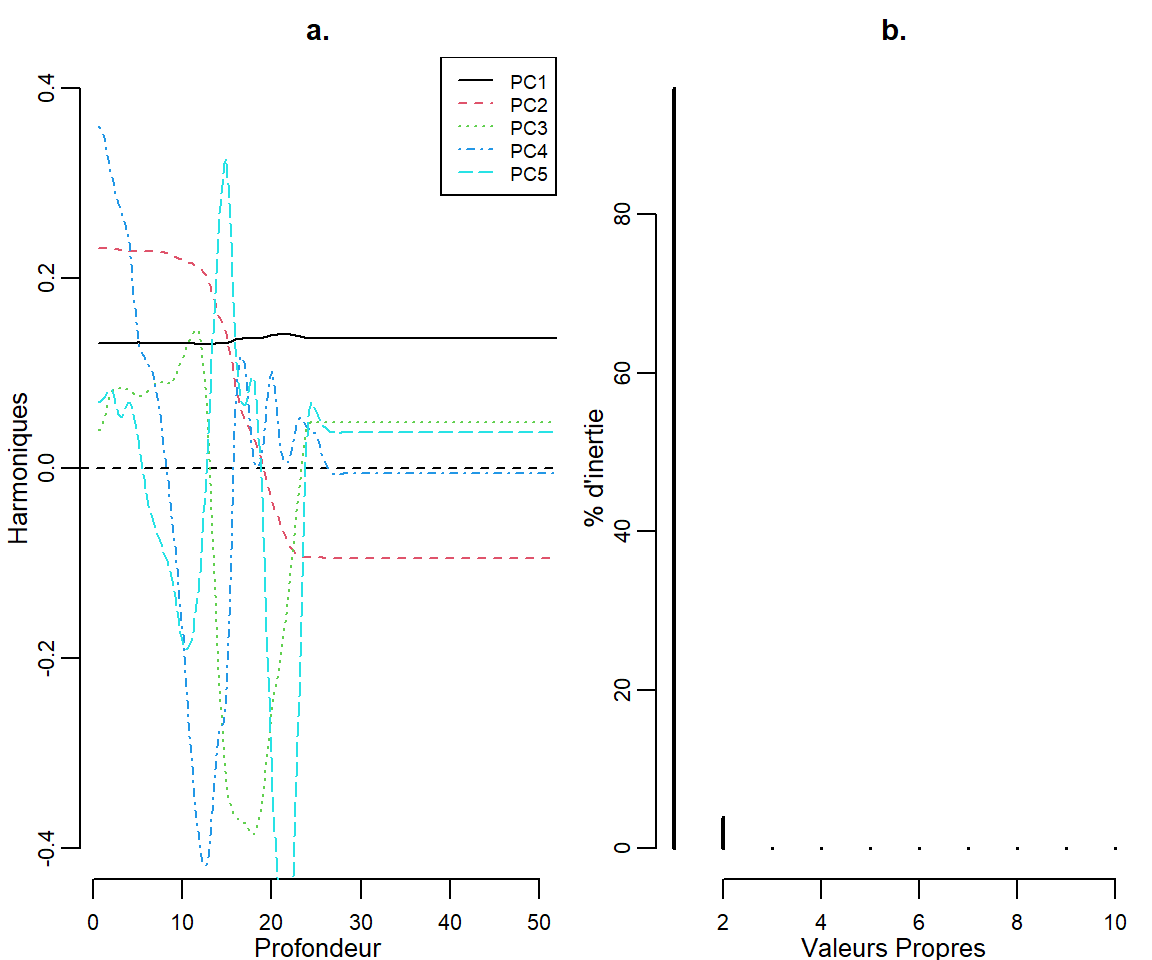 a.
Harmoniques
0.4
0.2
0.0
-0.2
-0.4
PC1
PC2
PC3
PC4
PC5
0 10 20 30 40 50
Profondeur
b.
% d'inertie
80
60
40
20
0
2 4 6 8 10
Valeurs Propres